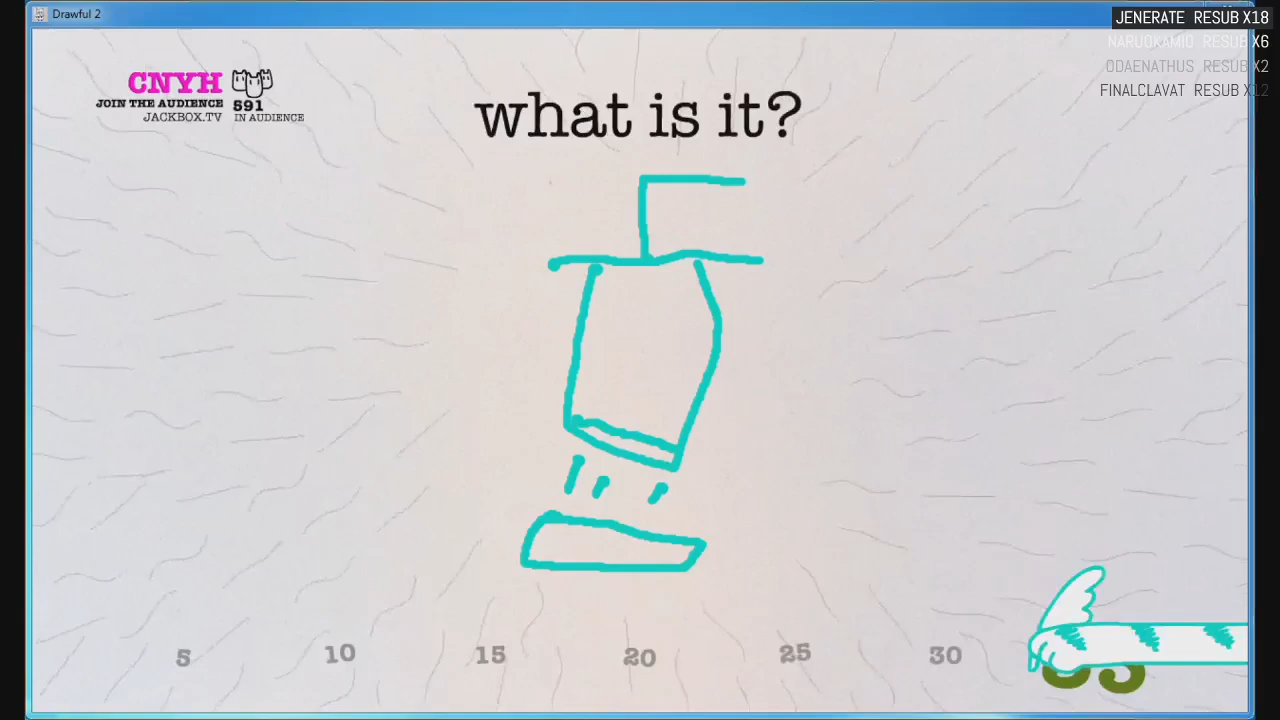 Drawful 2
JENERATE RESUB X18
NARUOKAMI0 RESUB X6
ODAENATHUS RESUB X2
FINALCLAVAT RESUB X12
CNYH
JOIN THE AUDIENCE
JACKBOX.TV
591
IN AUDIENCE
what is it?
5 10 15 20 25 30